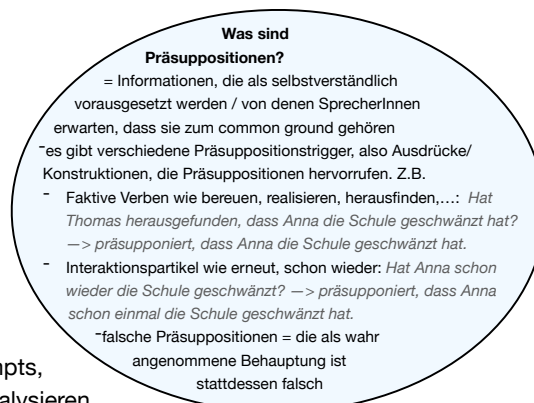 Was sind
Präsuppositionen?
= Informationen, die als selbstverständlich
vorausgesetzt werden / von denen SprecherInnen
erwarten, dass sie zum common ground gehören
-es gibt verschiedene Präsuppositionstrigger, also Ausdrücke/
Konstruktionen, die Präsuppositionen hervorrufen. Z.B.
- Faktive Verben wie bereuen, realisieren, herausfinden,…: Hat
Thomas herausgefunden, dass Anna die Schule geschwänzt hat?
—> präsupponiert, dass Anna die Schule geschwänzt hat.
- Interaktionspartikel wie erneut, schon wieder: Hat Anna schon
wieder die Schule geschwänzt? —> präsupponiert, dass Anna
schon einmal die Schule geschwänzt hat.
-falsche Präsuppositionen = die als wahr
angenommene Behauptung ist
stattdessen falsch